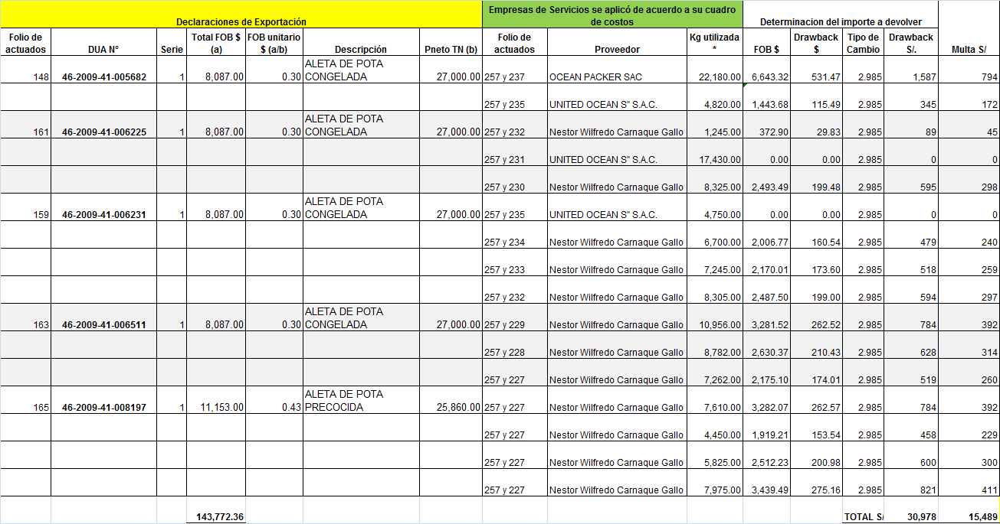 Declaraciones de Exportación
Empresas de Servicios se aplicó de acuerdo a su cuadro
de costos
Determinacion del importe a devolver
Folio de actuados DUA Nº Serie Total FOB $ (a) FOB unitario $ (a/b) Descripción Pneto TN (b) Folio de actuados Proveedor Kg utilizada * FOB $ Drawback $ Tipo de Cambio Drawback S/. Multa S/
148 46-2009-41-005682 1 8,087.00 0.30 ALETA DE POTA CONGELADA 27,000.00 257 y 237 OCEAN PACKER SAC 22,180.00 6,643.32 531.47 2.985 1,587 794
257 y 235 UNITED OCEAN S" S.A.C. 4,820.00 1,443.68 115.49 2.985 345 172
161 46-2009-41-006225 1 8,087.00 0.30 ALETA DE POTA CONGELADA 27,000.00 257 y 232 Nestor Wilfredo Carnaque Gallo 1,245.00 372.90 29.83 2.985 89 45
257 y 231 UNITED OCEAN S" S.A.C. 17,430.00 0.00 0.00 2.985 0 0
257 y 230 Nestor Wilfredo Carnaque Gallo 8,325.00 2,493.49 199.48 2.985 595 298
159 46-2009-41-006231 1 8,087.00 0.30 ALETA DE POTA CONGELADA 27,000.00 257 y 235 UNITED OCEAN S" S.A.C. 4,750.00 0.00 0.00 2.985 0 0
257 y 234 Nestor Wilfredo Carnaque Gallo 6,700.00 2,006.77 160.54 2.985 479 240
257 y 233 Nestor Wilfredo Carnaque Gallo 7,245.00 2,170.01 173.60 2.985 518 259
257 y 232 Nestor Wilfredo Carnaque Gallo 8,305.00 2,487.50 199.00 2.985 594 297
163 46-2009-41-006511 1 8,087.00 0.30 ALETA DE POTA CONGELADA 27,000.00 257 y 229 Nestor Wilfredo Carnaque Gallo 10,956.00 3,281.52 262.52 2.985 784 392
257 y 228 Nestor Wilfredo Carnaque Gallo 8,782.00 2,630.37 210.43 2.985 628 314
257 y 227 Nestor Wilfredo Carnaque Gallo 7,262.00 2,175.10 174.01 2.985 519 260
165 46-2009-41-008197 1 11,153.00 0.43 ALETA DE POTA PRECOCIDA 25,860.00 257 y 227 Nestor Wilfredo Carnaque Gallo 7,610.00 3,282.07 262.57 2.985 784 392
257 y 227 Nestor Wilfredo Carnaque Gallo 4,450.00 1,919.21 153.54 2.985 458 229
257 y 227 Nestor Wilfredo Carnaque Gallo 5,825.00 2,512.23 200.98 2.985 600 300
257 y 227 Nestor Wilfredo Carnaque Gallo 7,975.00 3,439.49 275.16 2.985 821 411
143,772.36 TOTAL S/ 30,978 15,489